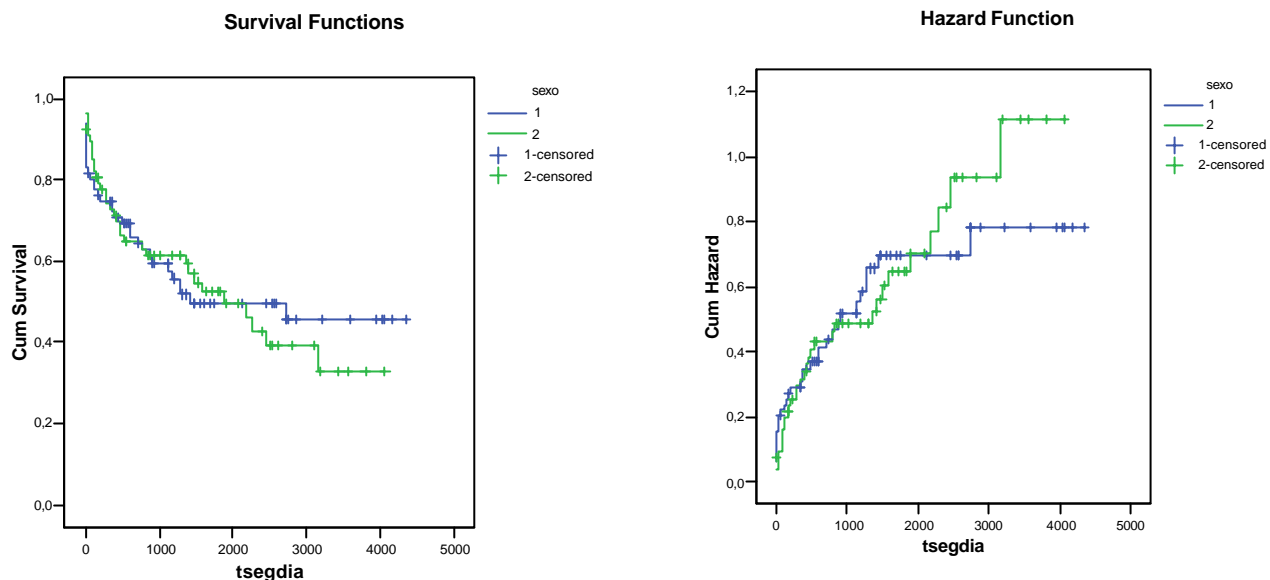 Survival Functions
Cum Survival
1,0
0,8
0,6
0,4
0,2
0,0
0 1000 2000 3000 4000 5000
tsegdia
sexo
1
2
1-censored
2-censored
Hazard Function
Cum Hazard
1,2
1,0
0,8
0,6
0,4
0,2
0,0
0 1000 2000 3000 4000 5000
tsegdia
sexo
1
2
1-censored
2-censored